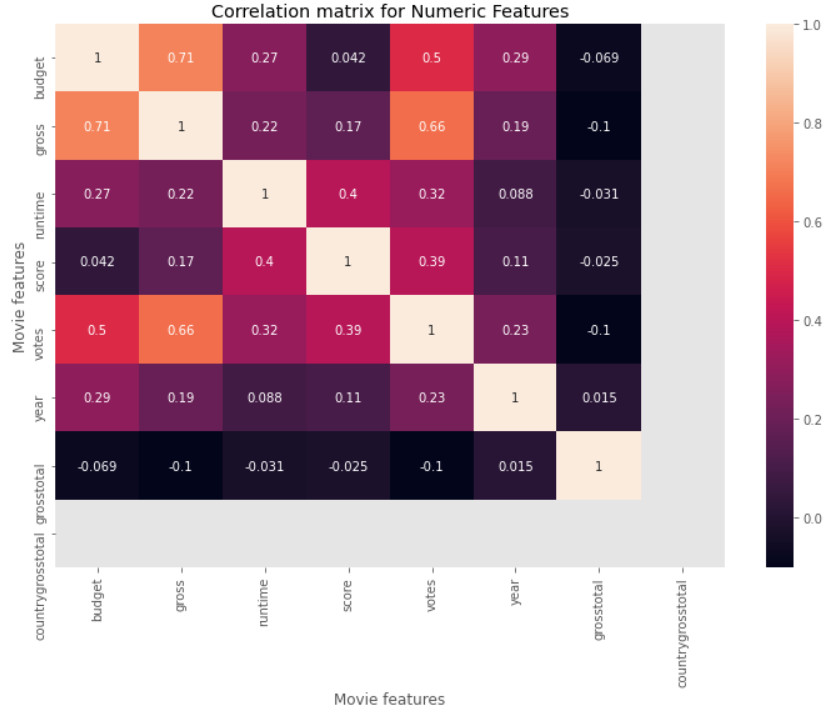 Correlation matrix for Numeric Features
Movie features
budget
1 0.71 0.27 0.042 0.5 0.29 -0.069
gross
0.71 1 0.22 0.17 0.66 0.19 -0.1
runtime
0.27 0.22 1 0.4 0.32 0.088 -0.031
score
0.042 0.17 0.4 1 0.39 0.11 -0.025
votes
0.5 0.66 0.32 0.39 1 0.23 -0.1
year
0.29 0.19 0.088 0.11 0.23 1 0.015
grosstotal
-0.069 -0.1 -0.031 -0.025 -0.1 0.015 1
countrygrosstotal
budget
gross
runtime
score
votes
year
grosstotal
countrygrosstotal
Movie features
1.0
0.8
0.6
0.4
0.2
0.0